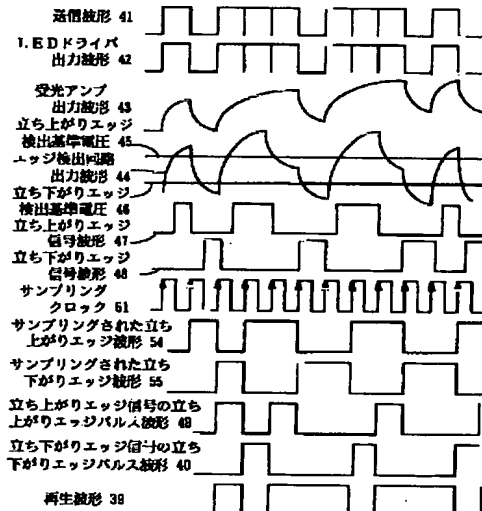 送信波形 41
LEDドライバ
出力波形 42
受光アンプ
出力波形 43
立ち上がりエッジ
検出基準電圧 45
エッジ検出回路
出力波形 44
立ち下がりエッジ
検出基準電圧 46
立ち上がりエッジ
信号波形 47
立ち下がりエッジ
信号波形 48
サンプリング
クロック 51
サンプリングされた立ち
上がりエッジ波形 54
サンプリングされた立ち
下がりエッジ波形 55
立ち上がりエッジ信号の立ち
上がりエッジパルス波形 49
立ち下がりエッジ信号の立ち
下がりエッジパルス波形 40
再生波形 39